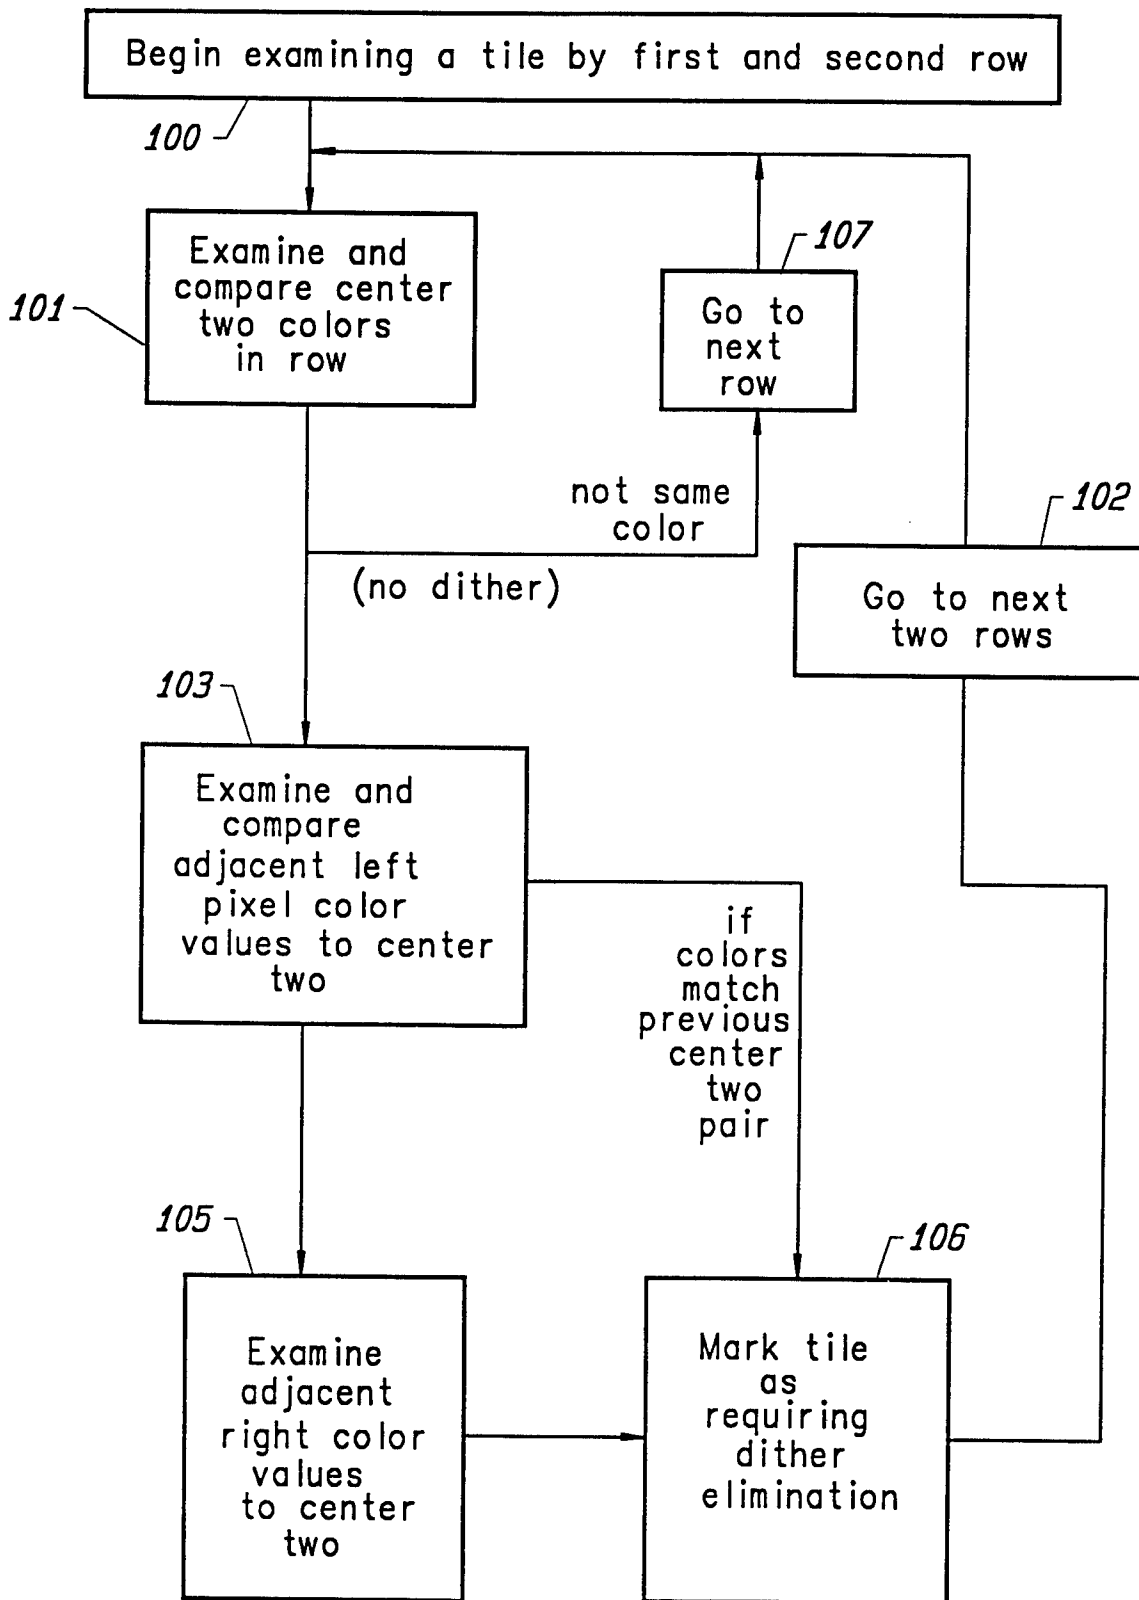 Begin examining a tile by first and second row
100
Examine and
compare center
two colors
in row
101
107
Go to
next
row
not same
color
(no dither)
102
Go to next
two rows
103
Examine and
compare
adjacent left
pixel color
values to center
two
if
colors
match
previous
center
two
pair
105
Examine
adjacent
right color
values
to center
two
106
Mark tile
as
requiring
dither
elimination